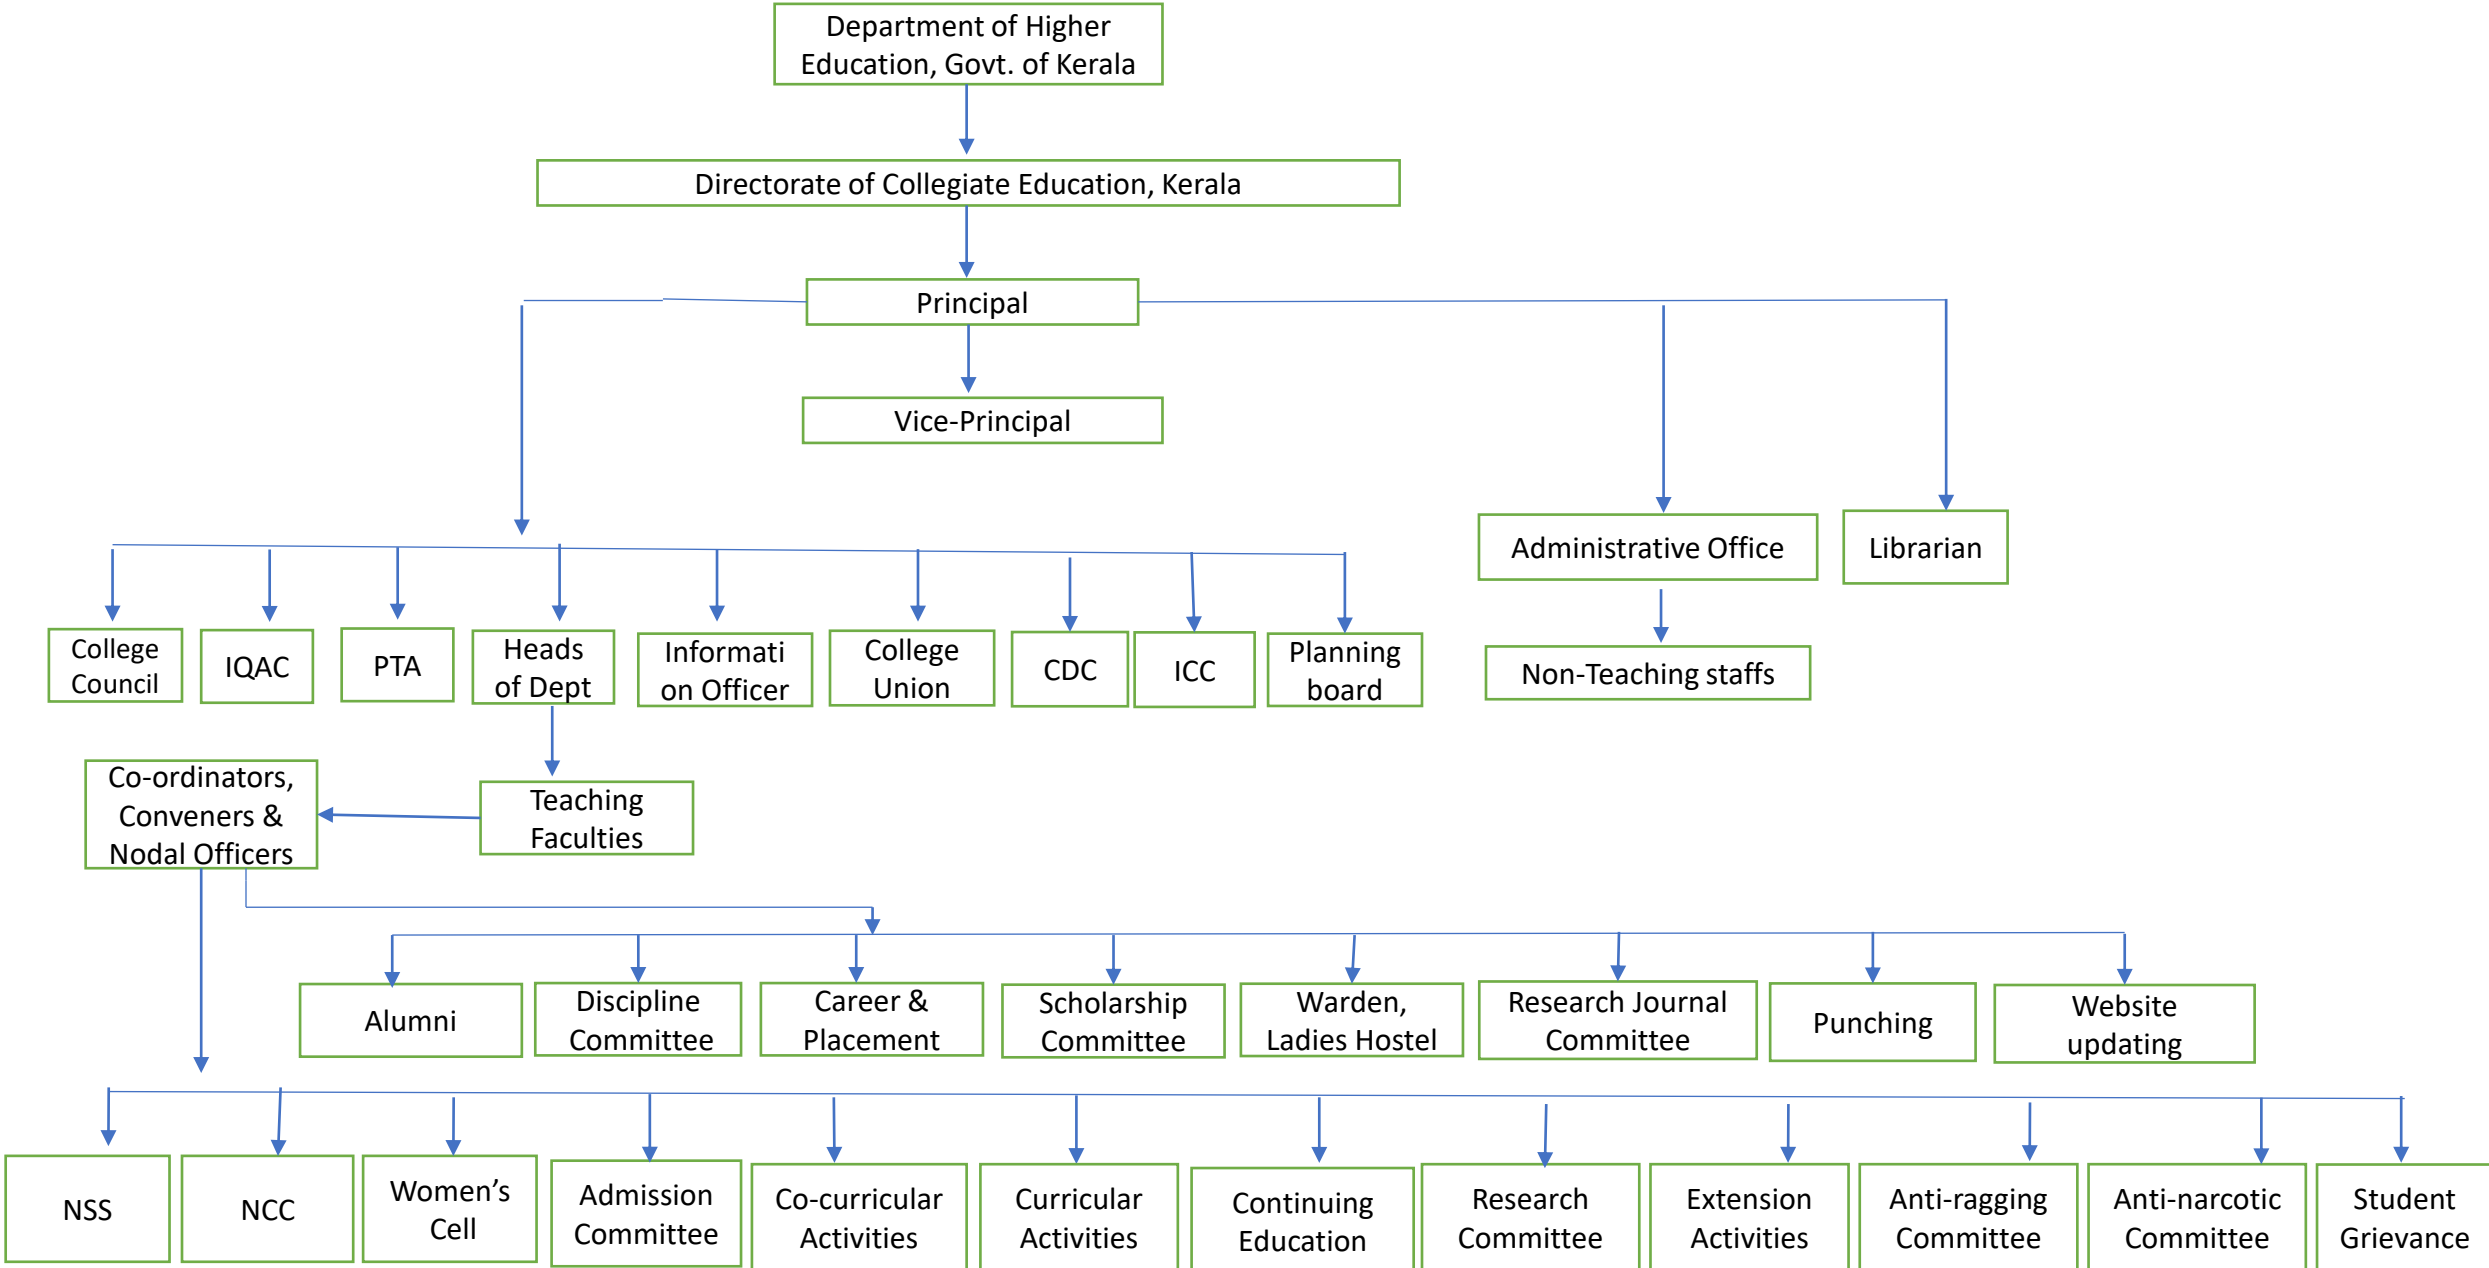 Department of Higher
Education, Govt. of Kerala
Directorate of Collegiate Education, Kerala
Principal
Vice-Principal
Administrative Office
Librarian
College
Council
IQAC
PTA
Heads
of Dept
Informati
on Officer
College
Union
CDC
ICC
Planning
board
Non-Teaching staffs
Co-ordinators,
Conveners &
Nodal Officers
Teaching
Faculties
Alumni
Discipline
Committee
Career &
Placement
Scholarship
Committee
Warden,
Ladies Hostel
Research Journal
Committee
Punching
Website
updating
NSS
NCC
Women’s
Cell
Admission
Committee
Co-curricular
Activities
Curricular
Activities
Continuing
Education
Research
Committee
Extension
Activities
Anti-ragging
Committee
Anti-narcotic
Committee
Student
Grievance